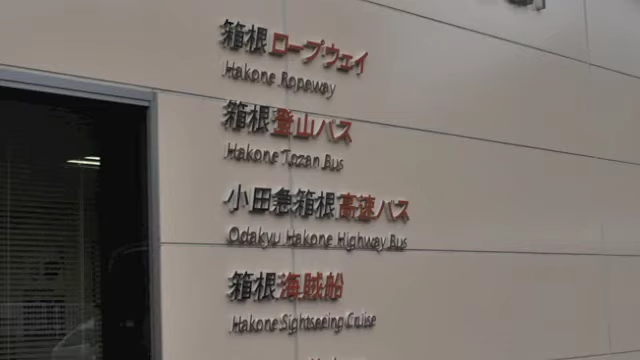 箱根ロープウェイ
Hakone Ropeway
箱根登山バス
Hakone Tozan Bus
小田急箱根高速バス
Odakyu Hakone Highway Bus
箱根海賊船
Hakone Sightseeing Cruise